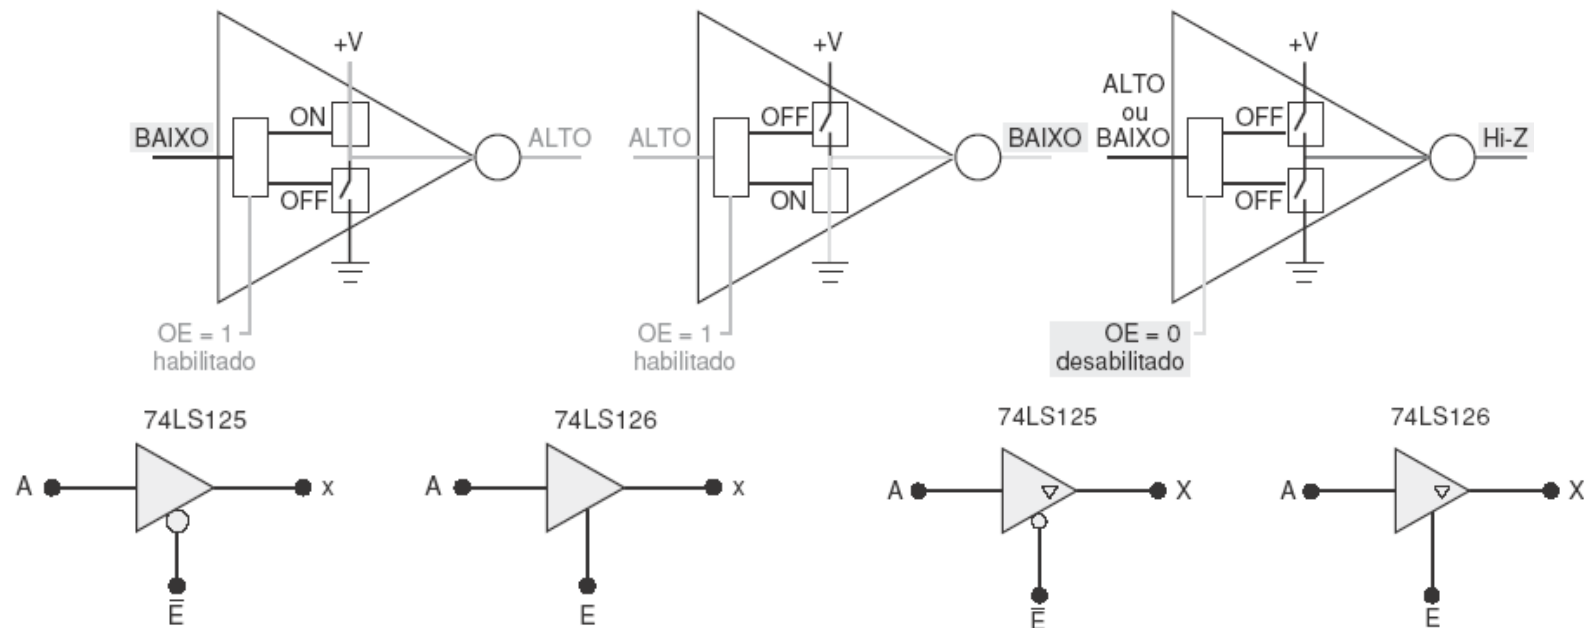 +V
ON
BAIXO
ALTO
OFF
OE = 1
habilitado
+V
OFF
ALTO
BAIXO
ON
OE = 1
habilitado
+V
ALTO
ou
BAIXO
OFF
Hi-Z
OFF
OE = 0
desabilitado
74LS125
A
x
E̅
74LS126
A
x
E
74LS125
A
X
E̅
74LS126
A
X
E